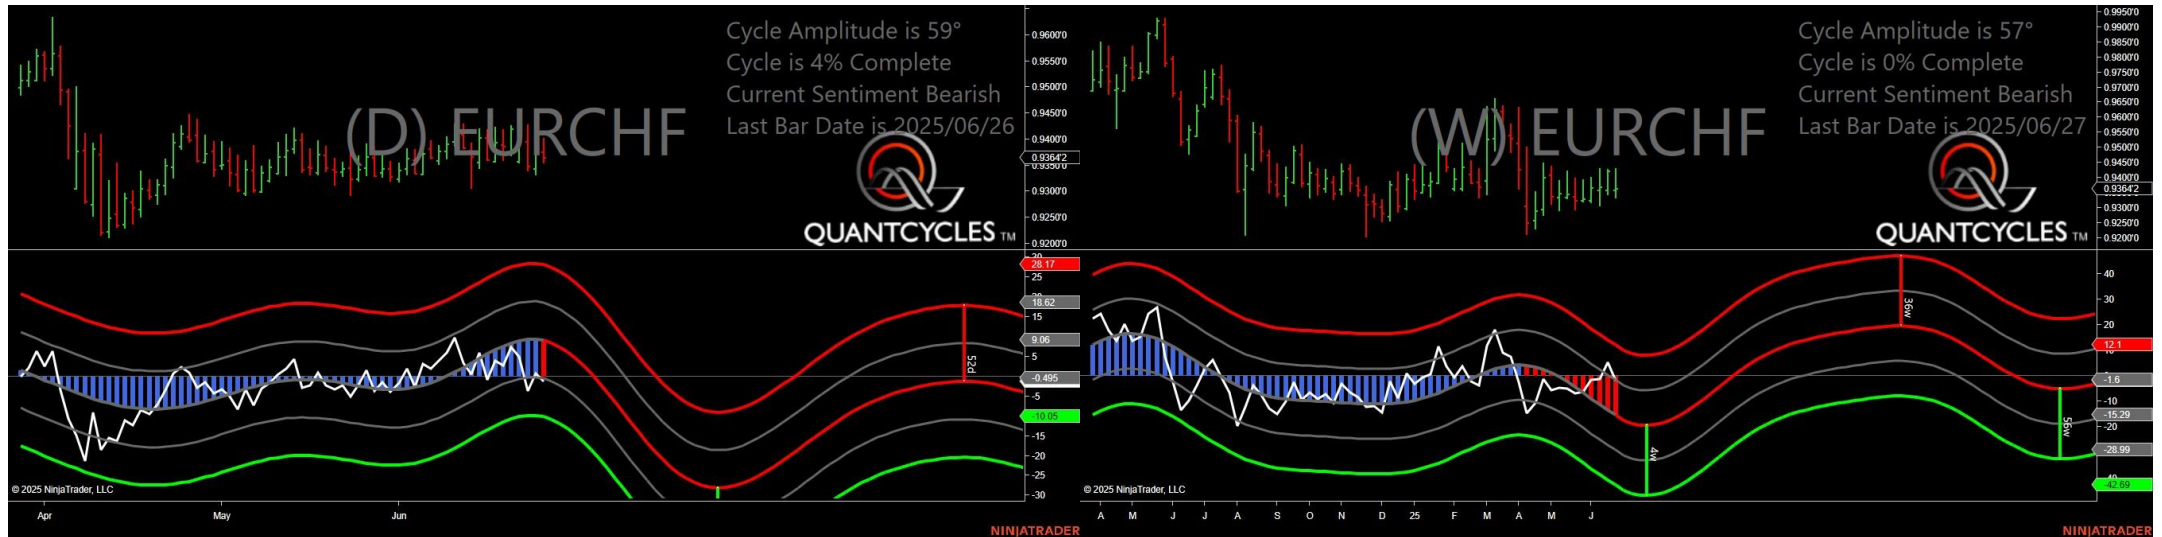 Cycle Amplitude is 59°
Cycle is 4% Complete
Current Sentiment Bearish
Last Bar Date is 2025/06/26
(D) EURCHF
QUANTCYCLES TM
0.9600'0
0.9550'0
0.9500'0
0.9450'0
0.9400'0
0.9364'2
0.9350'0
0.9300'0
0.9250'0
0.9200'0
28.17
25
18.62
15
9.06
5
-0.495
-5
-10.05
-15
-20
-25
-30
52d
© 2025 NinjaTrader, LLC
Apr May Jun
NINJATRADER
Cycle Amplitude is 57°
Cycle is 0% Complete
Current Sentiment Bearish
Last Bar Date is 2025/06/27
(W) EURCHF
QUANTCYCLES TM
0.9950'0
0.9900'0
0.9850'0
0.9800'0
0.9750'0
0.9700'0
0.9650'0
0.9600'0
0.9550'0
0.9500'0
0.9450'0
0.9400'0
0.9364'2
0.9300'0
0.9250'0
0.9200'0
40
30
20
12.1
-1.6
-10
-15.29
-20
-28.99
-42.69
36w
4w
56w
© 2025 NinjaTrader, LLC
A M J J A S O N D 25 F M A M J
NINJATRADER